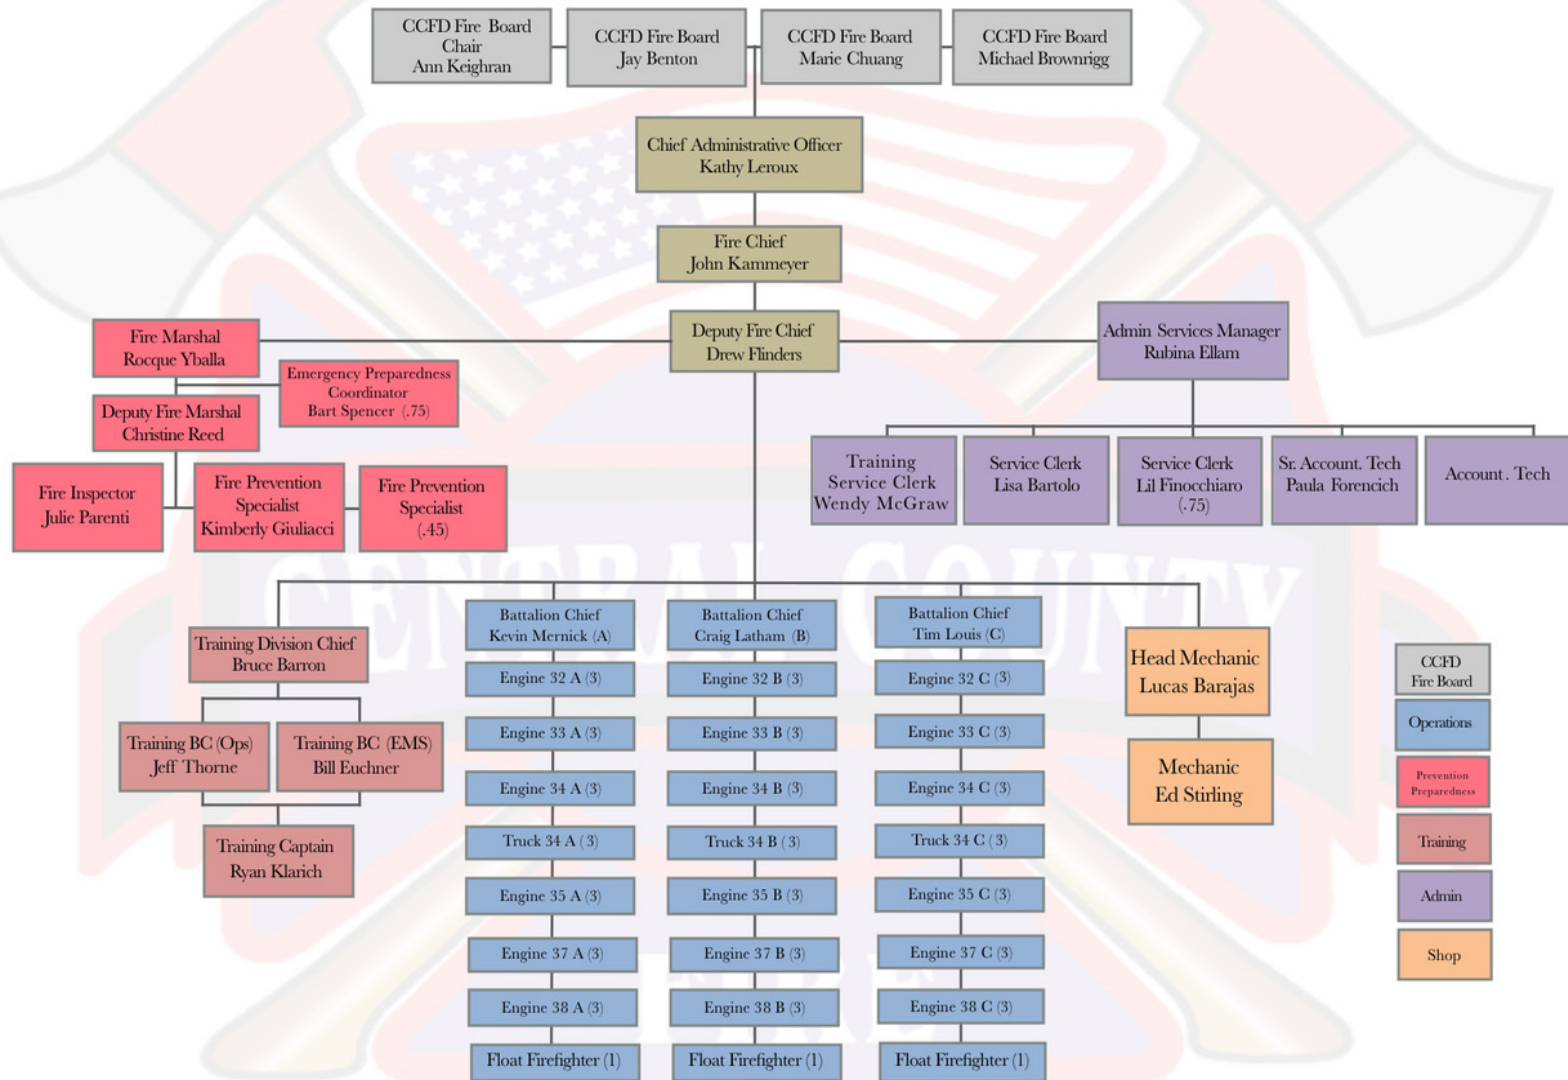 CCFD Fire Board
Chair
Ann Keighran
CCFD Fire Board
Jay Benton
CCFD Fire Board
Marie Chuang
CCFD Fire Board
Michael Brownrigg
Chief Administrative Officer
Kathy Leroux
Fire Chief
John Kammeyer
Deputy Fire Chief
Drew Flinders
Fire Marshal
Rocque Yballa
Emergency Preparedness
Coordinator
Bart Spencer (.75)
Deputy Fire Marshal
Christine Reed
Fire Inspector
Julie Parenti
Fire Prevention
Specialist
Kimberly Giuliacci
Fire Prevention
Specialist
(.45)
Admin Services Manager
Rubina Ellam
Training
Service Clerk
Wendy McGraw
Service Clerk
Lisa Bartolo
Service Clerk
Lil Finocchiaro
(.75)
Sr. Account. Tech
Paula Forencich
Account. Tech
CENTRAL COUNTY
FIRE
Training Division Chief
Bruce Barron
Training BC (Ops)
Jeff Thorne
Training BC (EMS)
Bill Euchner
Training Captain
Ryan Klarich
Battalion Chief
Kevin Mernick (A)
Engine 32 A (3)
Engine 33 A (3)
Engine 34 A (3)
Truck 34 A (3)
Engine 35 A (3)
Engine 37 A (3)
Engine 38 A (3)
Float Firefighter (1)
Battalion Chief
Craig Latham (B)
Engine 32 B (3)
Engine 33 B (3)
Engine 34 B (3)
Truck 34 B (3)
Engine 35 B (3)
Engine 37 B (3)
Engine 38 B (3)
Float Firefighter (1)
Battalion Chief
Tim Louis (C)
Engine 32 C (3)
Engine 33 C (3)
Engine 34 C (3)
Truck 34 C (3)
Engine 35 C (3)
Engine 37 C (3)
Engine 38 C (3)
Float Firefighter (1)
Head Mechanic
Lucas Barajas
Mechanic
Ed Stirling
CCFD
Fire Board
Operations
Prevention
Preparedness
Training
Admin
Shop